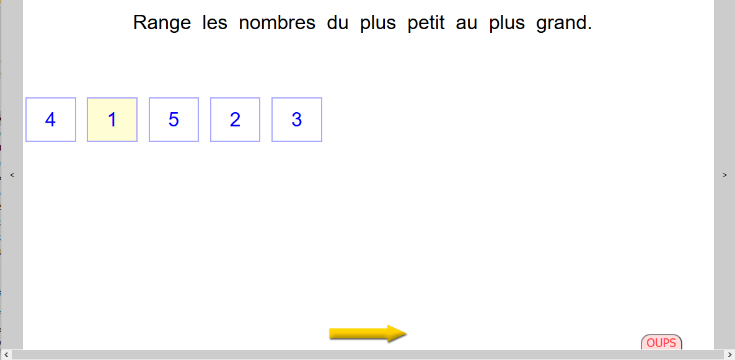 Range les nombres du plus petit au plus grand.
4 1 5 2 3
OUPS